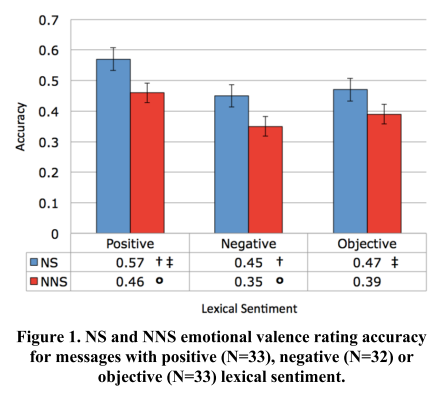 0.7
0.6
0.5
0.4
0.3
0.2
0.1
0
Accuracy
Positive Negative Objective
NS 0.57 † ‡ 0.45 † 0.47 ‡
NNS 0.46 o 0.35 o 0.39
Lexical Sentiment
Figure 1. NS and NNS emotional valence rating accuracy
for messages with positive (N=33), negative (N=32) or
objective (N=33) lexical sentiment.